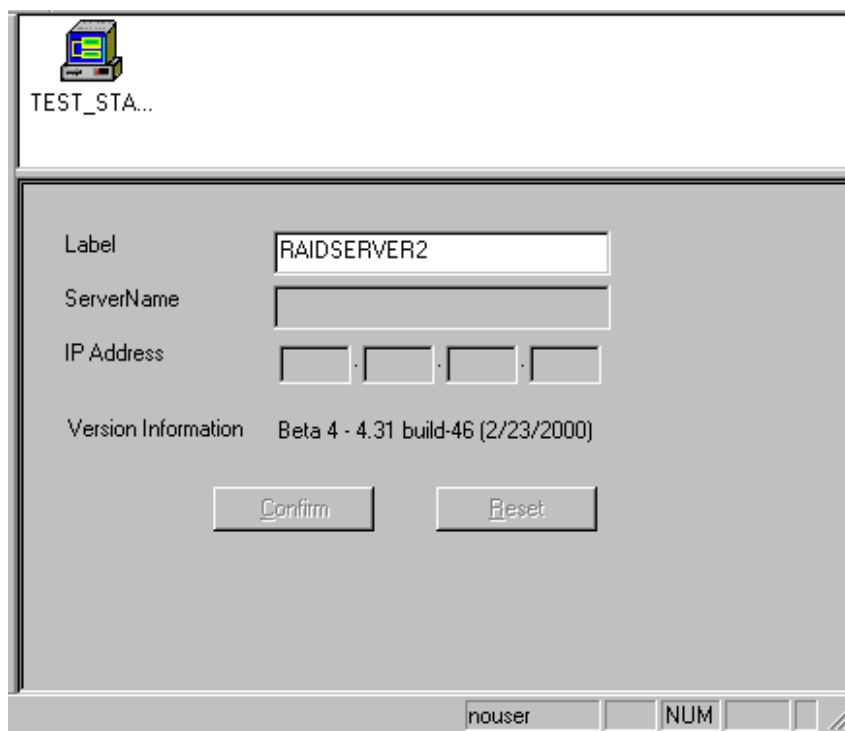 TEST_STA...
Label RAIDSERVER2
ServerName
IP Address . . .
Version Information Beta 4 - 4.31 build-46 (2/23/2000)
Confirm Reset
nouser NUM